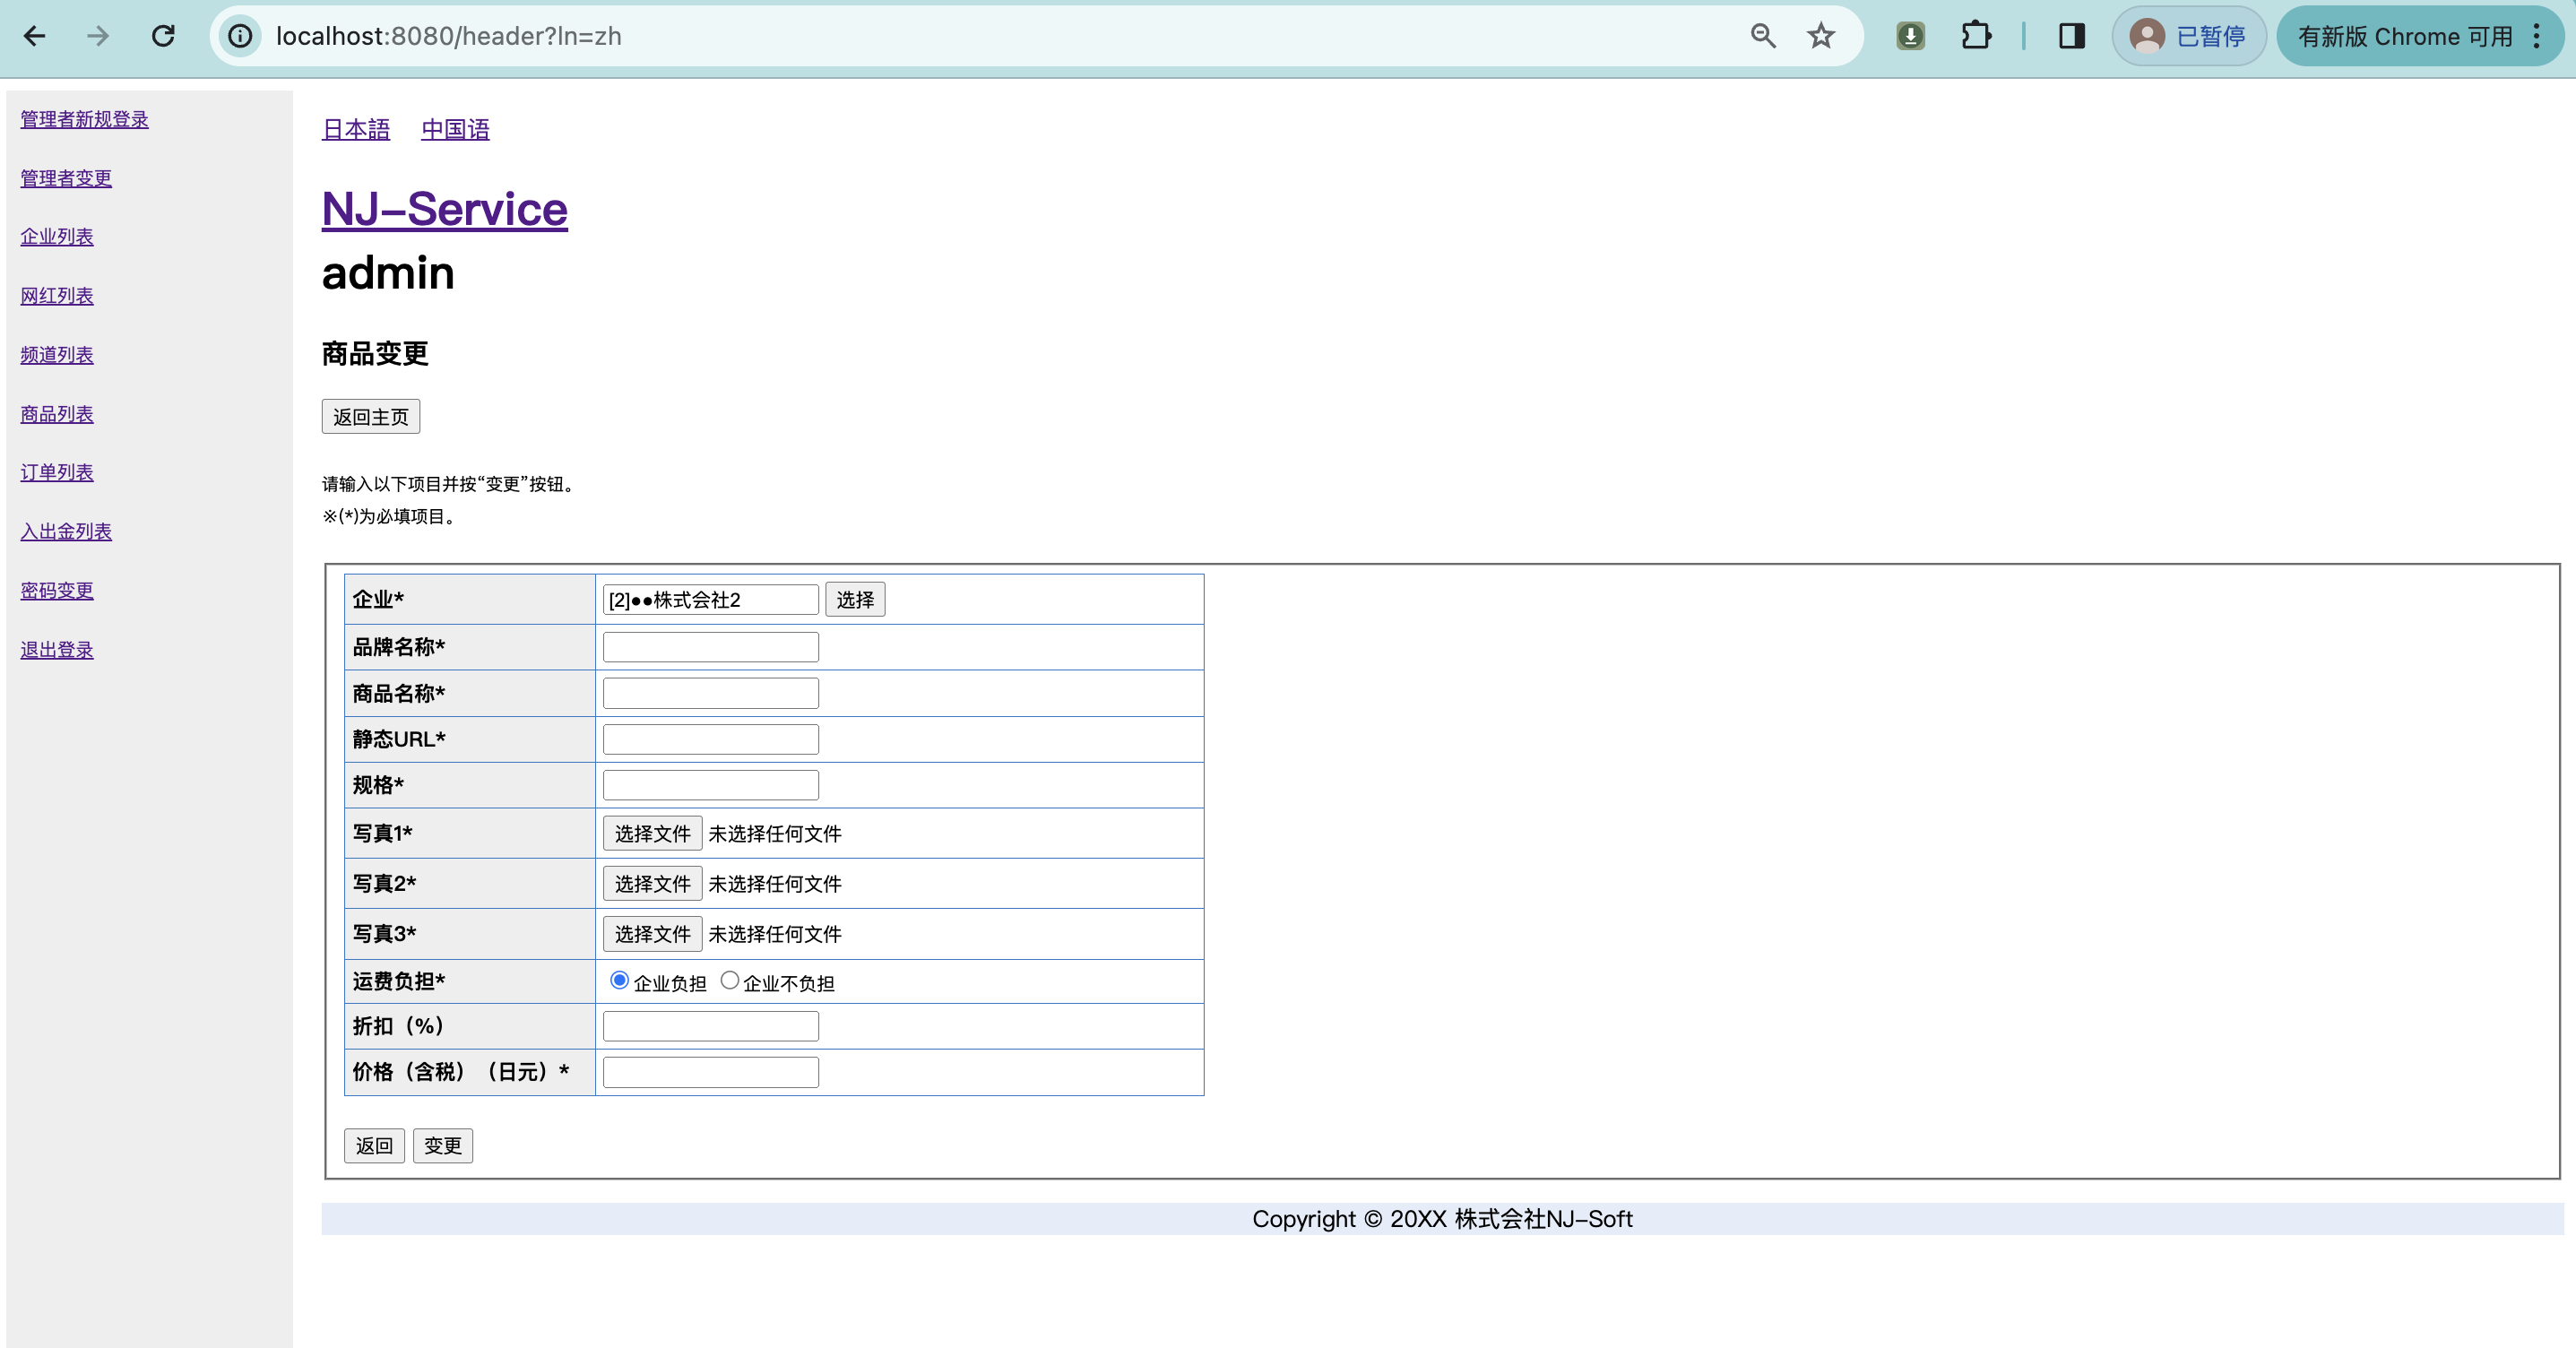 localhost:8080/header?ln=zh
已暂停
有新版 Chrome 可用
管理者新规登录
管理者变更
企业列表
网红列表
频道列表
商品列表
订单列表
入出金列表
密码变更
退出登录
日本語 中国语
NJ-Service
admin
商品变更
返回主页
请输入以下项目并按“变更”按钮。
※(*)为必填项目。
企业* [2]●●株式会社2 选择
品牌名称*
商品名称*
静态URL*
规格*
写真1* 选择文件 未选择任何文件
写真2* 选择文件 未选择任何文件
写真3* 选择文件 未选择任何文件
运费负担* 企业负担 企业不负担
折扣（%）
价格（含税）（日元）*
返回 变更
Copyright © 20XX 株式会社NJ-Soft